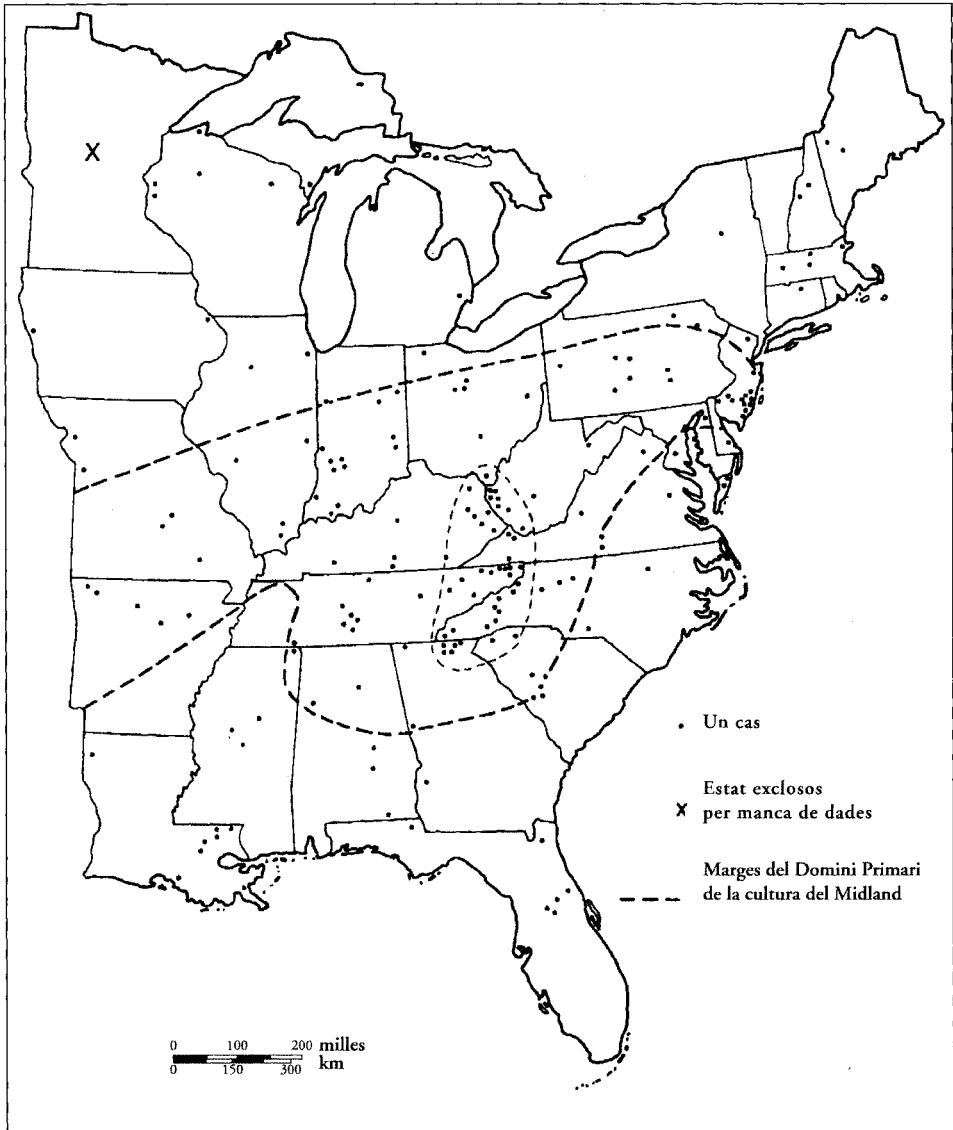 X
Un cas
Estat exclosos
X per manca de dades
Marges del Domini Primari
de la cultura del Midland
0 100 200 milles
km
0 150 300